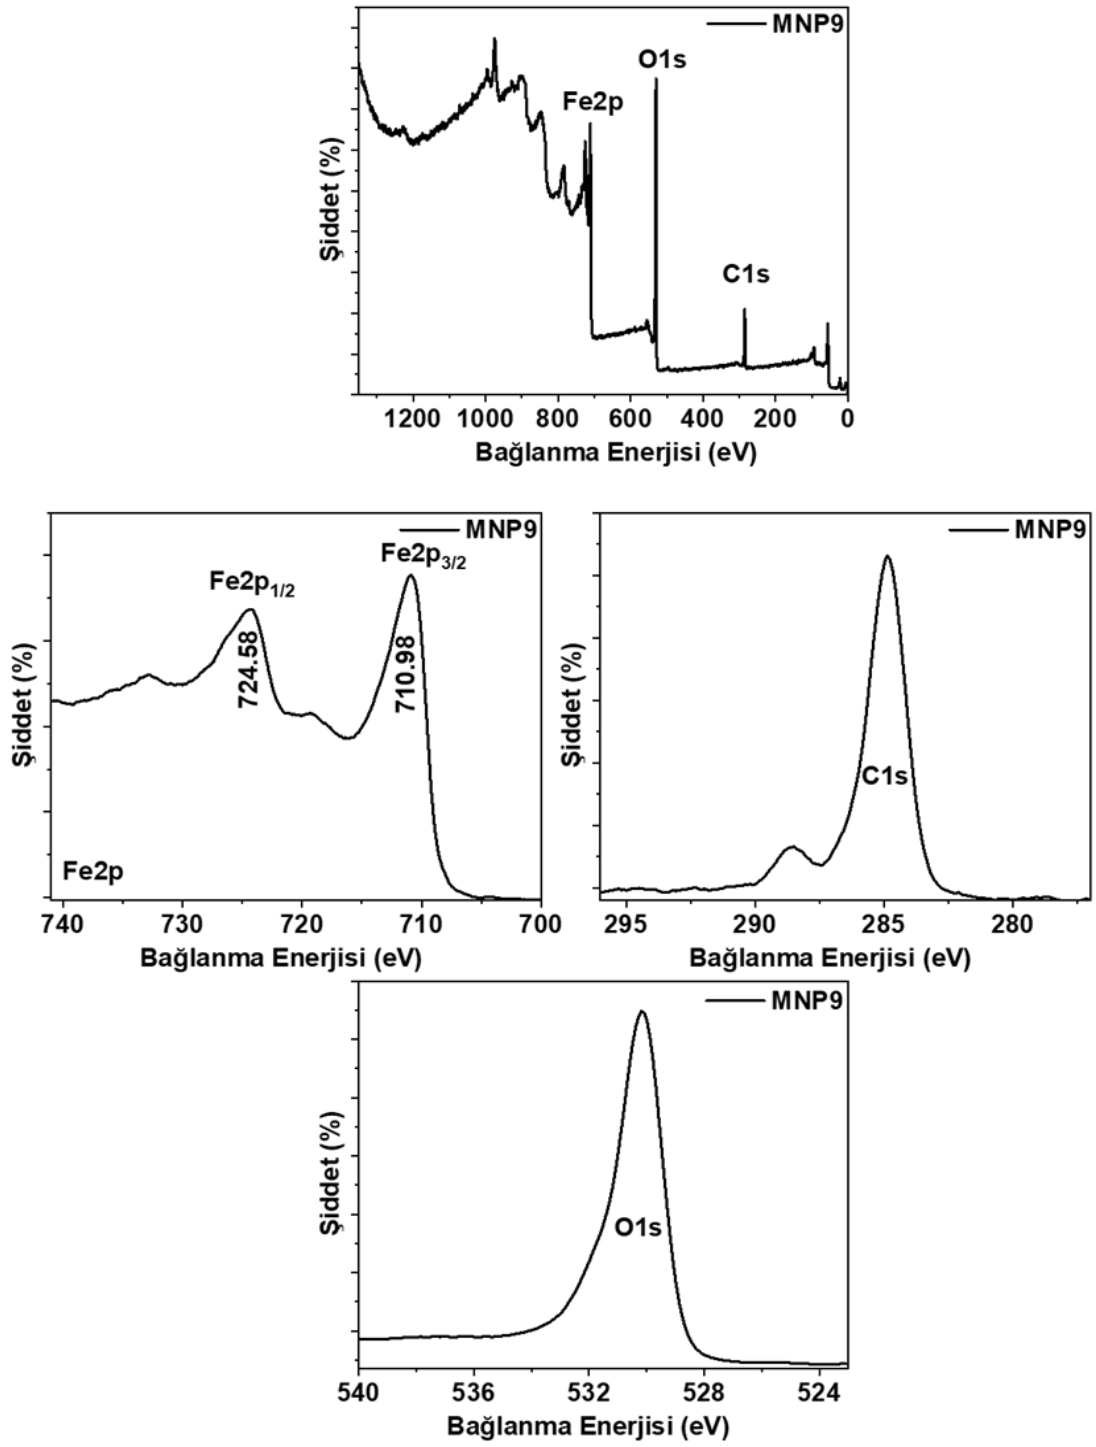 MNP9
O1s
Fe2p
C1s
Şiddet (%)
1200 1000 800 600 400 200 0
Bağlanma Enerjisi (eV)
MNP9
Fe2p3/2
Fe2p1/2
724.58
710.98
Şiddet (%)
Fe2p
740 730 720 710 700
Bağlanma Enerjisi (eV)
MNP9
Şiddet (%)
C1s
295 290 285 280
Bağlanma Enerjisi (eV)
MNP9
Şiddet (%)
O1s
540 536 532 528 524
Bağlanma Enerjisi (eV)